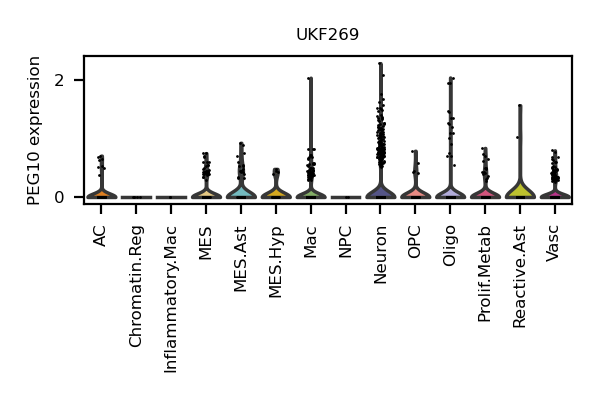 UKF269
PEG10 expression
2
0
AC
Chromatin.Reg
Inflammatory.Mac
MES
MES.Ast
MES.Hyp
Mac
NPC
Neuron
OPC
Oligo
Prolif.Metab
Reactive.Ast
Vasc